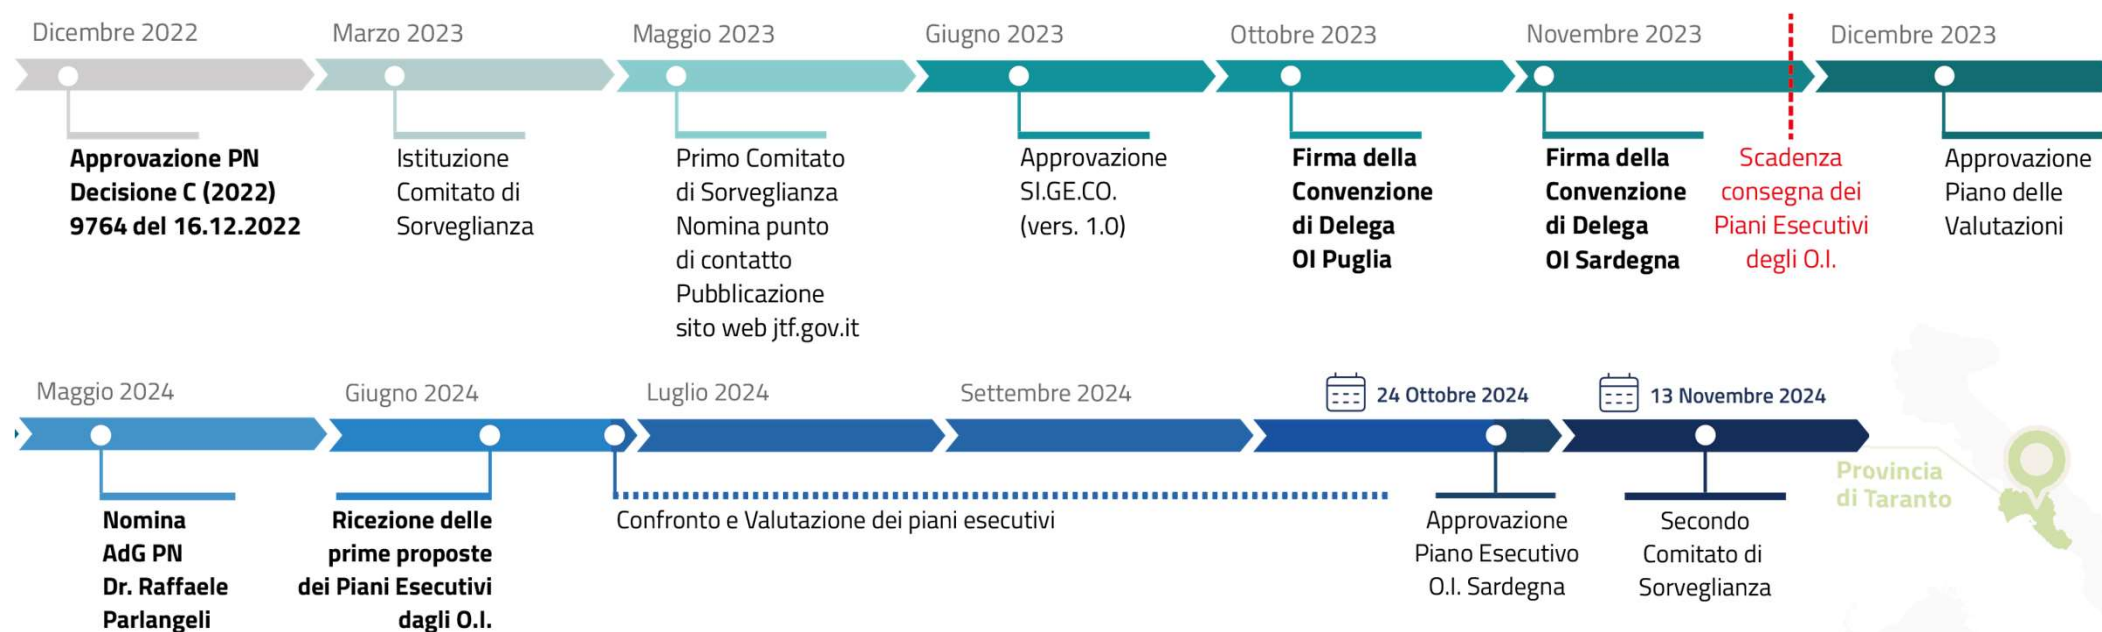 Dicembre 2022
Marzo 2023
Maggio 2023
Giugno 2023
Ottobre 2023
Novembre 2023
Dicembre 2023
Approvazione PN
Decisione C (2022)
9764 del 16.12.2022
Istituzione
Comitato di
Sorveglianza
Primo Comitato
di Sorveglianza
Nomina punto
di contatto
Pubblicazione
sito web jtf.gov.it
Approvazione
SI.GE.CO.
(vers. 1.0)
Firma della
Convenzione
di Delega
OI Puglia
Firma della
Convenzione
di Delega
OI Sardegna
Scadenza
consegna dei
Piani Esecutivi
degli O.I.
Approvazione
Piano delle
Valutazioni
Maggio 2024
Giugno 2024
Luglio 2024
Settembre 2024
24 Ottobre 2024
13 Novembre 2024
Nomina
AdG PN
Dr. Raffaele
Parlangeli
Ricezione delle
prime proposte
dei Piani Esecutivi
dagli O.I.
Confronto e Valutazione dei piani esecutivi
Approvazione
Piano Esecutivo
O.I. Sardegna
Secondo
Comitato di
Sorveglianza
Provincia
di Taranto